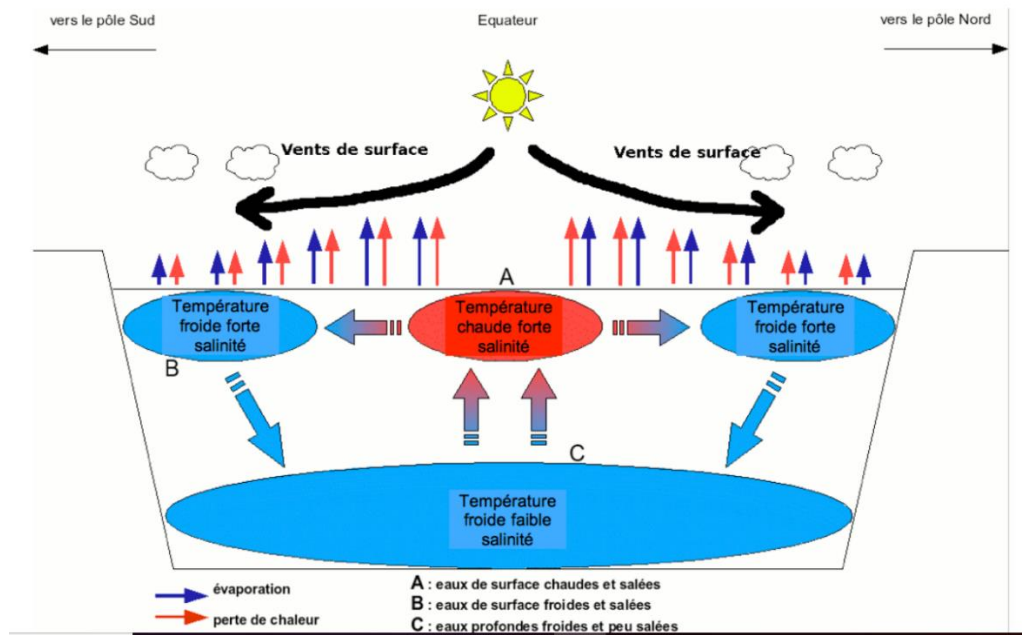 vers le pôle Sud
Equateur
vers le pôle Nord
Vents de surface
Vents de surface
A
Température
froide forte
salinité
Température
chaude forte
salinité
Température
froide forte
salinité
B
C
Température
froide faible
salinité
évaporation
perte de chaleur
A : eaux de surface chaudes et salées
B : eaux de surface froides et salées
C : eaux profondes froides et peu salées